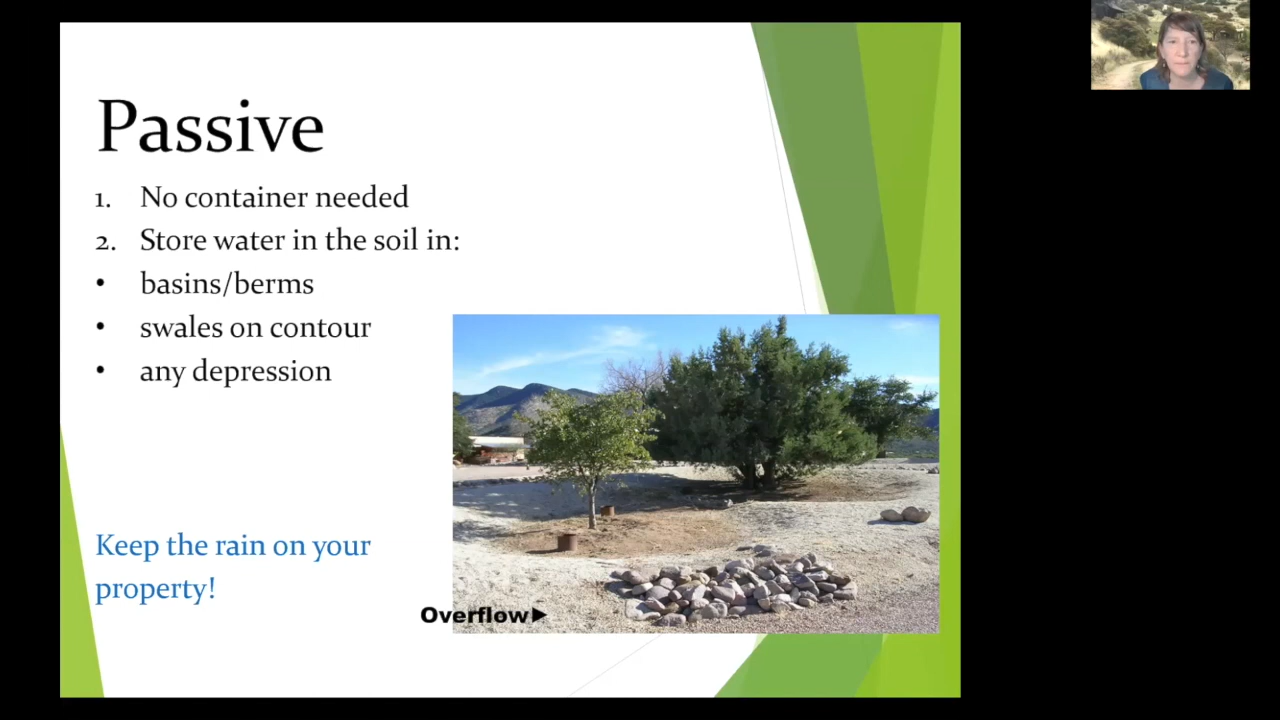 Passive
1. No container needed
2. Store water in the soil in:
• basins/berms
• swales on contour
• any depression
Keep the rain on your
property!
Overflow